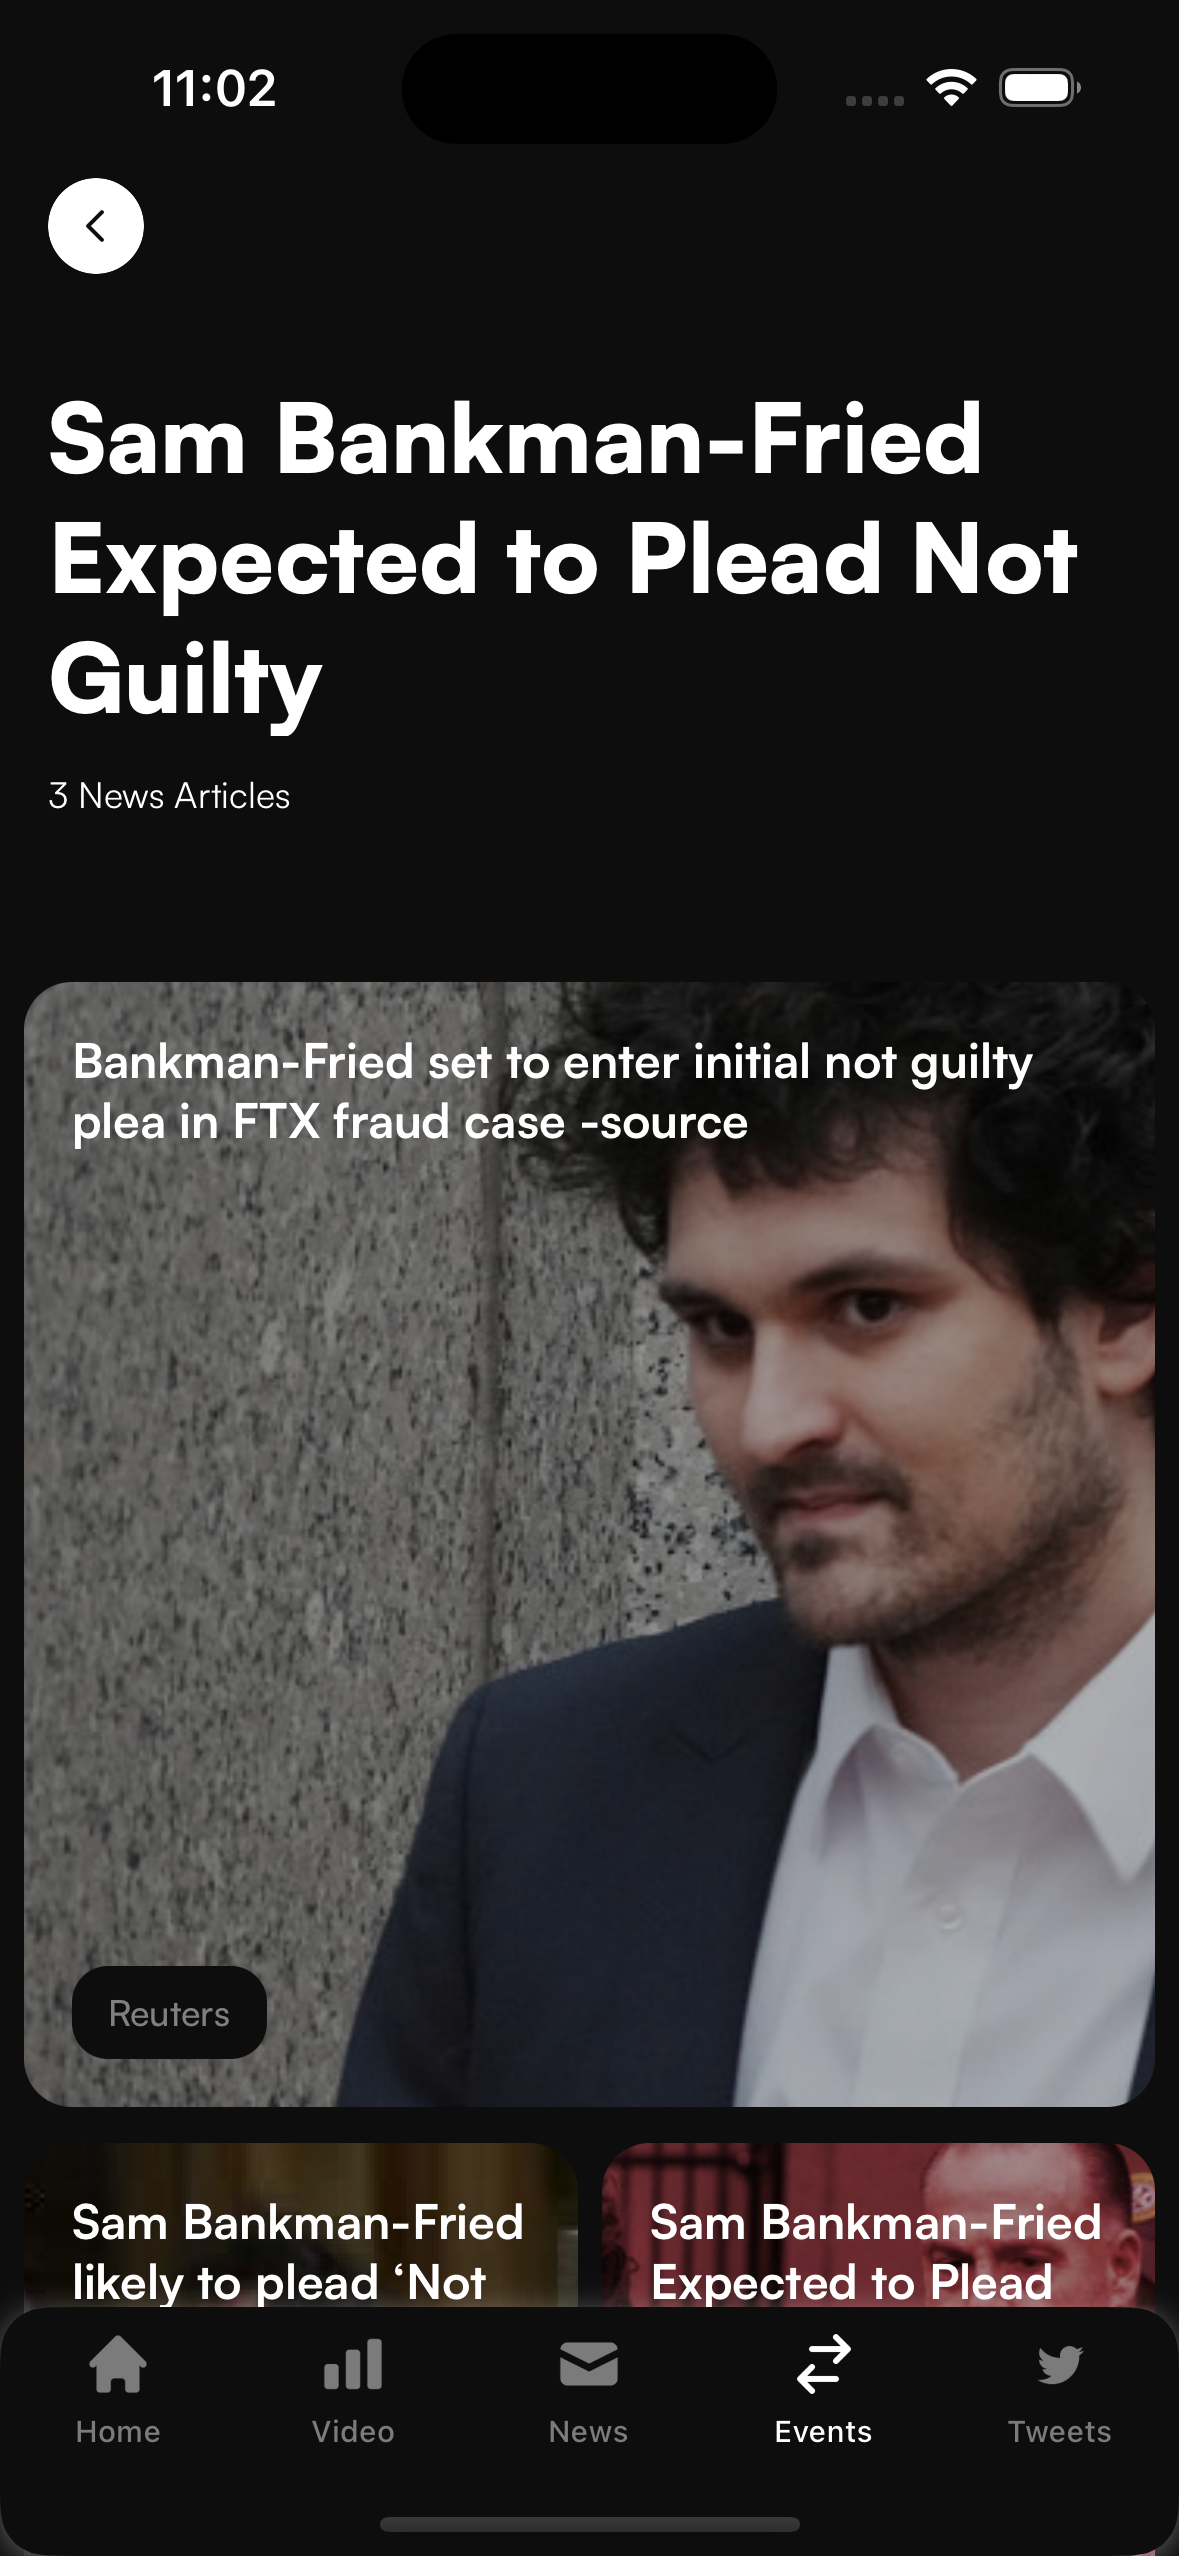 11:02
Sam Bankman-Fried
Expected to Plead Not
Guilty
3 News Articles
Bankman-Fried set to enter initial not guilty
plea in FTX fraud case -source
Reuters
Sam Bankman-Fried
likely to plead ‘Not
Sam Bankman-Fried
Expected to Plead
Home
Video
News
Events
Tweets